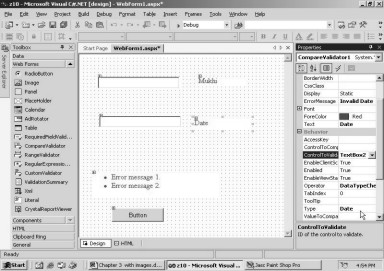 z10 - Microsoft Visual C#.NET [design] - WebForm1.aspx*
File Edit View Project Build Debug Format Table Insert Frames Tools Window Help
Debug
Toolbox
Data
Web Forms
RadioButton
Image
Panel
PlaceHolder
Calendar
AdRotator
Table
RequiredFieldVali...
CompareValidator
RangeValidator
RegularExpressio...
CustomValidator
ValidationSummary
Xml
Literal
CrystalReportViewer
Components
HTML
Clipboard Ring
General
Server Explorer
Start Page WebForm1.aspx*
Mukhi
Date
Error message 1.
Error message 2.
Button
Design HTML
Properties
CompareValidator1 System.
BorderWidth
CssClass
Display Static
ErrorMessage Invalid Date
Font
ForeColor Red
Text Date
Behavior
AccessKey
ControlToComp
ControlToValid TextBox2
EnableClientSc True
Enabled True
EnableViewSta True
Operator DataTypeChe
TabIndex 0
ToolTip
Type Date
ValueToCompa
ControlToValidate
ID of the control to validate.
Ready
Start Chapter 3- with images.d... z10 - Microsoft Visual ... Jasc Paint Shop Pro 4:54 PM